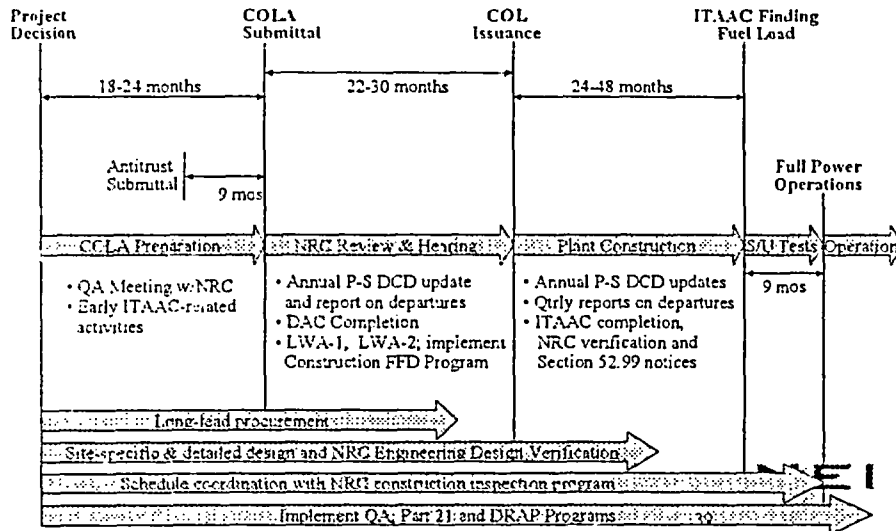 Project
Decision
COLA
Submittal
COL
Issuance
ITAAC Finding
Fuel Load
18-24 months
22-30 months
24-48 months
Antitrust
Submittal
9 mos
Full Power
Operations
COLA Preparation
NRC Review & Hearing
Plant Construction
S/U Tests
Operation
• QA Meeting w/NRC
• Early ITAAC-related
activities
• Annual P-S DCD update
and report on departures
• DAC Completion
• LWA-1, LWA-2; implement
Construction FFD Program
• Annual P-S DCD updates
• Qtrly reports on departures
• ITAAC completion,
NRC verification and
Section 52.99 notices
9 mos
Long-lead procurement
Site-specific & detailed design and NRC Engineering Design Verification
Schedule coordination with NRC construction inspection program
Implement QA, Part 21 and DRAP Programs